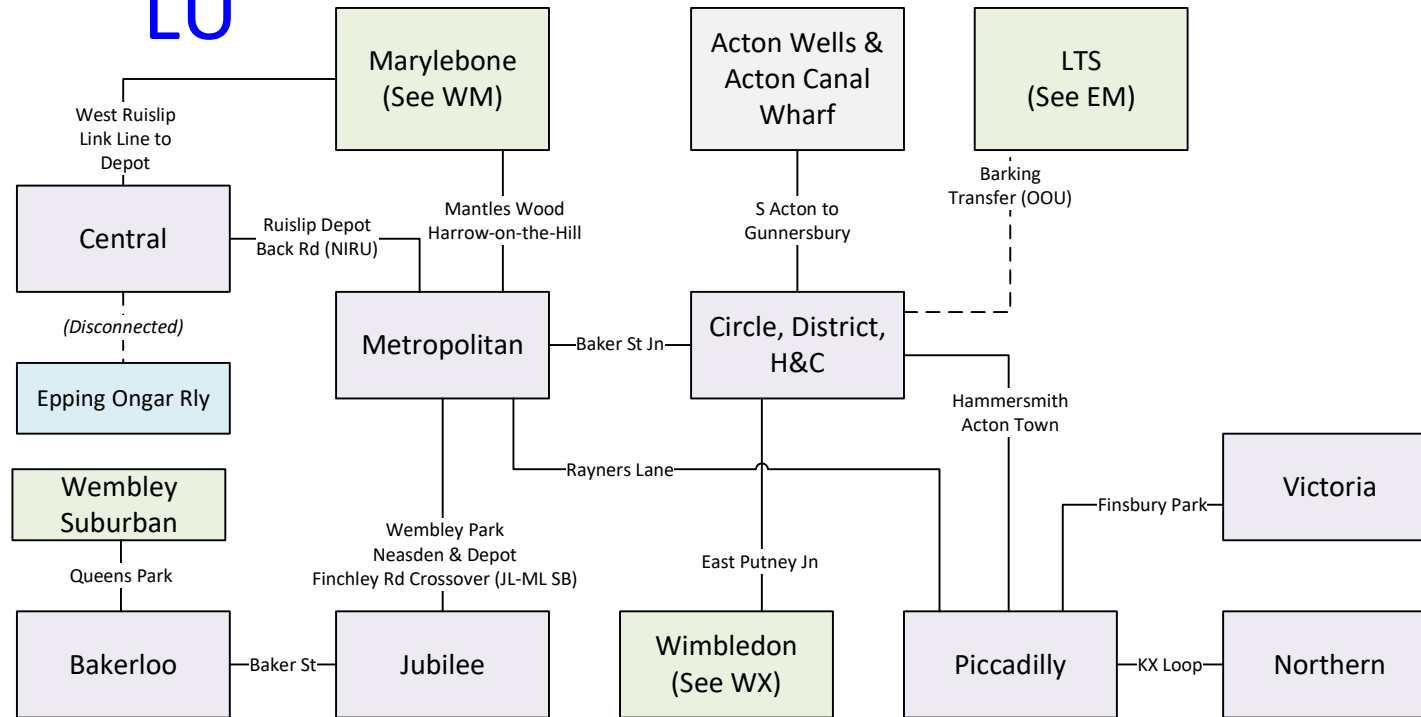 LU
Marylebone
(See WM)
Acton Wells &
Acton Canal
Wharf
LTS
(See EM)
West Ruislip
Link Line to
Depot
Barking
Transfer (OOU)
Central
Ruislip Depot
Back Rd (NIRU)
Mantles Wood
Harrow-on-the-Hill
S Acton to
Gunnersbury
(Disconnected)
Metropolitan
Baker St Jn
Circle, District,
H&C
Epping Ongar Rly
Hammersmith
Acton Town
Wembley
Suburban
Rayners Lane
Finsbury Park
Victoria
Queens Park
Wembley Park
Neasden & Depot
Finchley Rd Crossover (JL-ML SB)
East Putney Jn
Bakerloo
Baker St
Jubilee
Wimbledon
(See WX)
Piccadilly
KX Loop
Northern